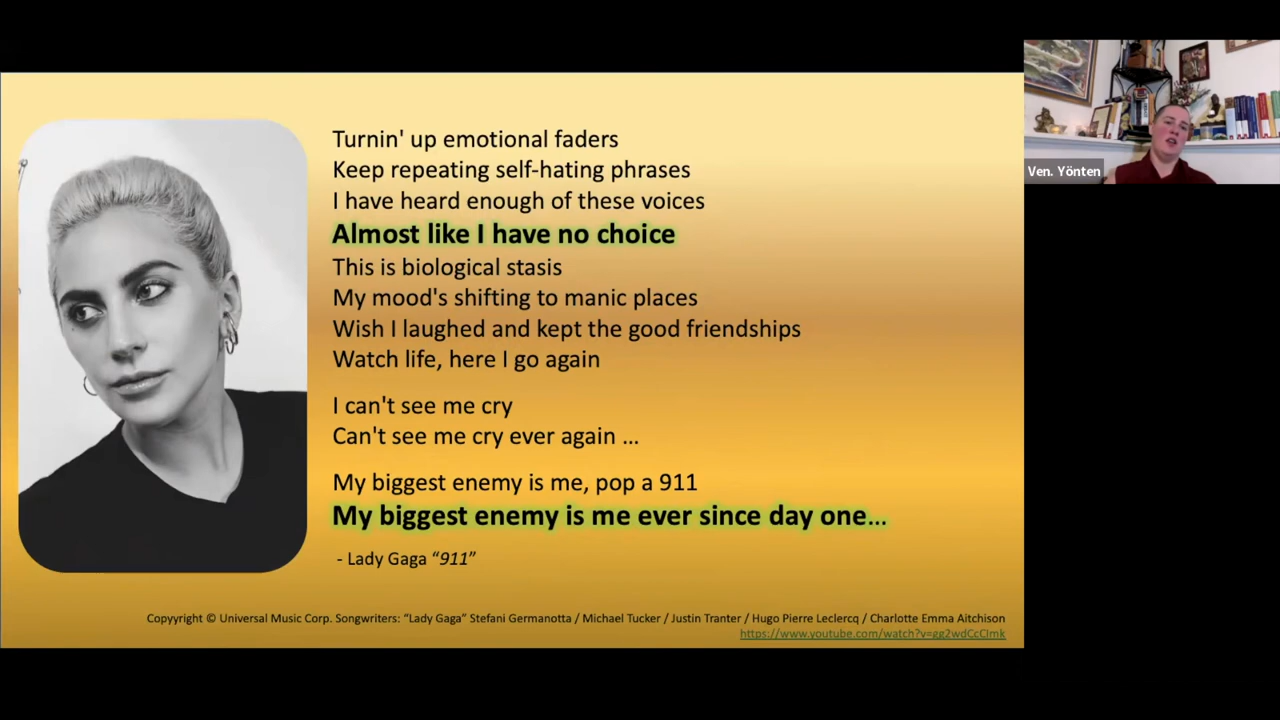 Turnin' up emotional faders
Keep repeating self-hating phrases
I have heard enough of these voices
Almost like I have no choice
This is biological stasis
My mood's shifting to manic places
Wish I laughed and kept the good friendships
Watch life, here I go again
I can't see me cry
Can't see me cry ever again ...
My biggest enemy is me, pop a 911
My biggest enemy is me ever since day one...
- Lady Gaga "911"
Copyyright © Universal Music Corp. Songwriters: "Lady Gaga" Stefani Germanotta / Michael Tucker / Justin Tranter / Hugo Pierre Leclercq / Charlotte Emma Aitchison
https://www.youtube.com/watch?v=gg2wdCcCImk
Ven. Yönten